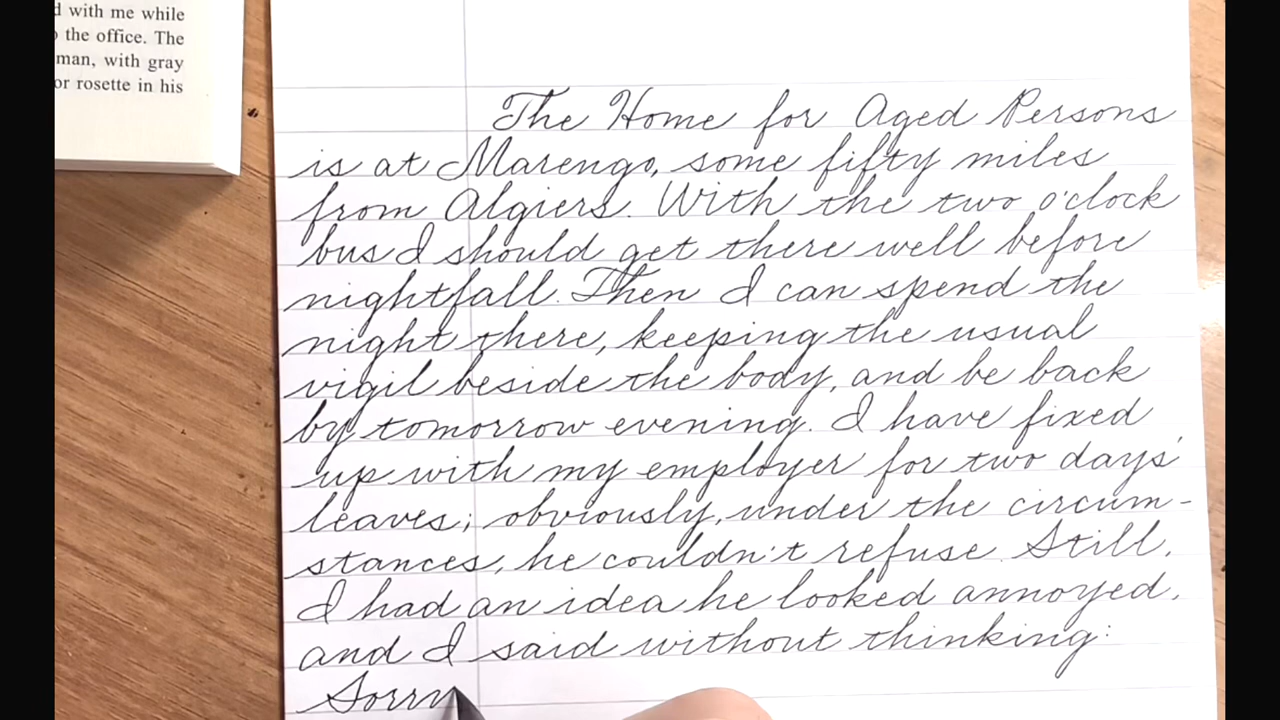 d with me while
the office. The
man, with gray
or rosette in his
The Home for Aged Persons
is at Marengo, some fifty miles
from Algiers. With the two o'clock
bus I should get there well before
nightfall. Then I can spend the
night there, keeping the usual
vigil beside the body, and be back
by tomorrow evening. I have fixed
up with my employer for two days'
leaves; obviously, under the circum-
stances, he couldn't refuse. Still,
I had an idea he looked annoyed,
and I said without thinking:
Sorry